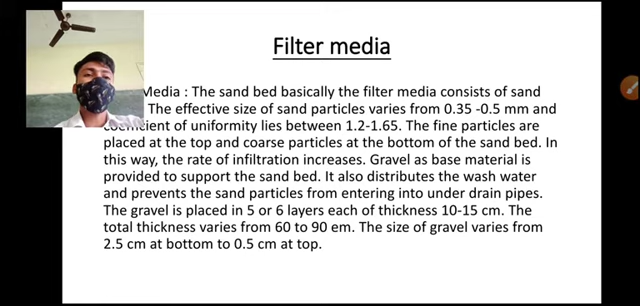 Filter media
Media : The sand bed basically the filter media consists of sand
The effective size of sand particles varies from 0.35 -0.5 mm and
coefficient of uniformity lies between 1.2-1.65. The fine particles are
placed at the top and coarse particles at the bottom of the sand bed. In
this way, the rate of infiltration increases. Gravel as base material is
provided to support the sand bed. It also distributes the wash water
and prevents the sand particles from entering into under drain pipes.
The gravel is placed in 5 or 6 layers each of thickness 10-15 cm. The
total thickness varies from 60 to 90 em. The size of gravel varies from
2.5 cm at bottom to 0.5 cm at top.